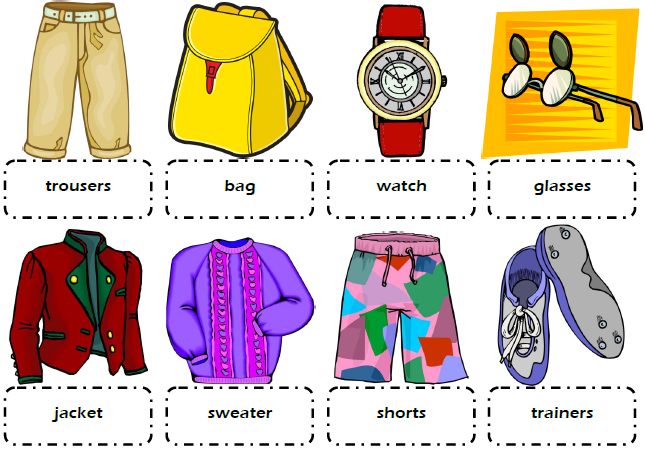 trousers
bag
watch
glasses
jacket
sweater
shorts
trainers